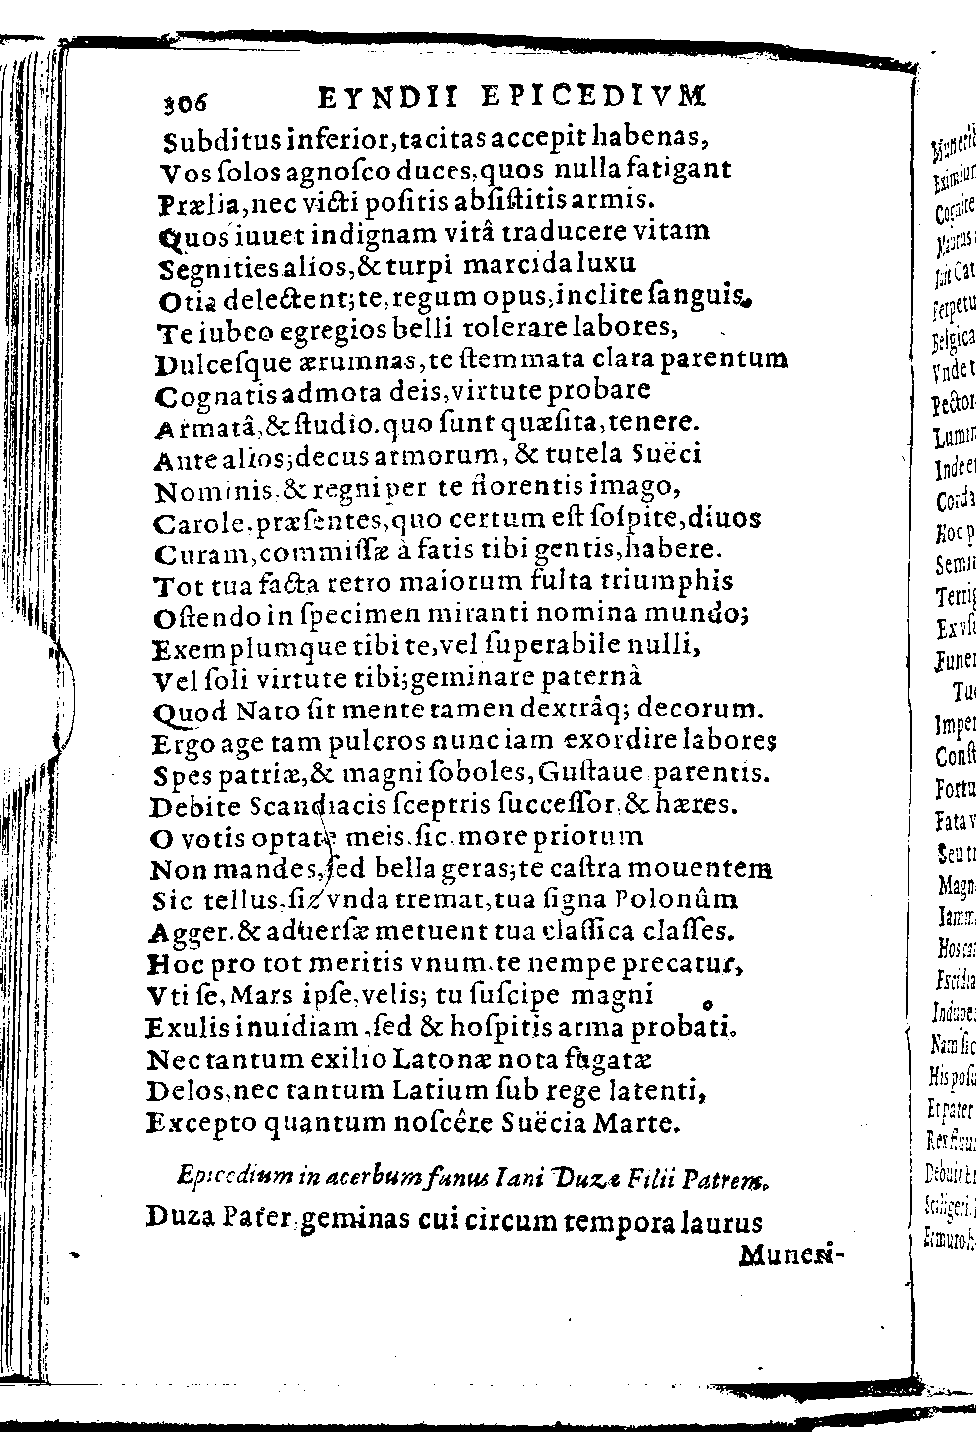 306 EYNDII EPICEDIVM
Subditus inferior, tacitas accepit habenas,
Vos ſolos agnoſco duces, quos nulla fatigant
Prælia, nec victi poſitis abſiſtitis armis.
Quos iuuet indignam vitâ traducere vitam
Segnities alios, & turpi marcida luxu
Otia delectent; te, regum opus, inclite ſanguis,
Te iubeo egregios belli tolerare labores,
Dulceſque ærumnas, te ſtemmata clara parentum
Cognatis admota deis, virtute probare
Armatâ, & ſtudio. quo ſunt quæſita, tenere.
Ante alios; decus armorum, & tutela Suëci
Nominis, & regni per te florentis imago,
Carole. præſentes, quo certum eſt ſoſpite, diuos
Curam, commiſſæ à fatis tibi gentis, habere.
Tot tua facta retro maiorum fulta triumphis
Oſtendo in ſpecimen miranti nomina mundo;
Exemplumque tibi te, vel ſuperabile nulli,
Vel ſoli virtute tibi; geminare paternà
Quod Nato ſit mente tamen dextrâq; decorum.
Ergo age tam pulcros nunc iam exordire labores
Spes patriæ, & magni ſoboles, Guſtaue parentis.
Debite Scandiacis ſceptris ſucceſſor, & hæres.
O votis optate meis. ſic more priorum
Non mandes, ſed bella geras; te caſtra mouentem
Sic tellus, ſic vnda tremat, tua ſigna Polonûm
Agger. & aduerſæ metuent tua claſſica claſſes.
Hoc pro tot meritis vnum. te nempe precatur,
Vti ſe, Mars ipſe, velis; tu ſuſcipe magni
Exulis inuidiam, ſed & hoſpitis arma probati.
Nec tantum exilio Latonæ nota fugatæ
Delos, nec tantum Latium ſub rege latenti,
Excepto quantum noſcêre Suëcia Marte.
Epicedium in acerbum funus Iani Duzæ Filii Patrem.
Duza Pater, geminas cui circum tempora laurus
Muneri-